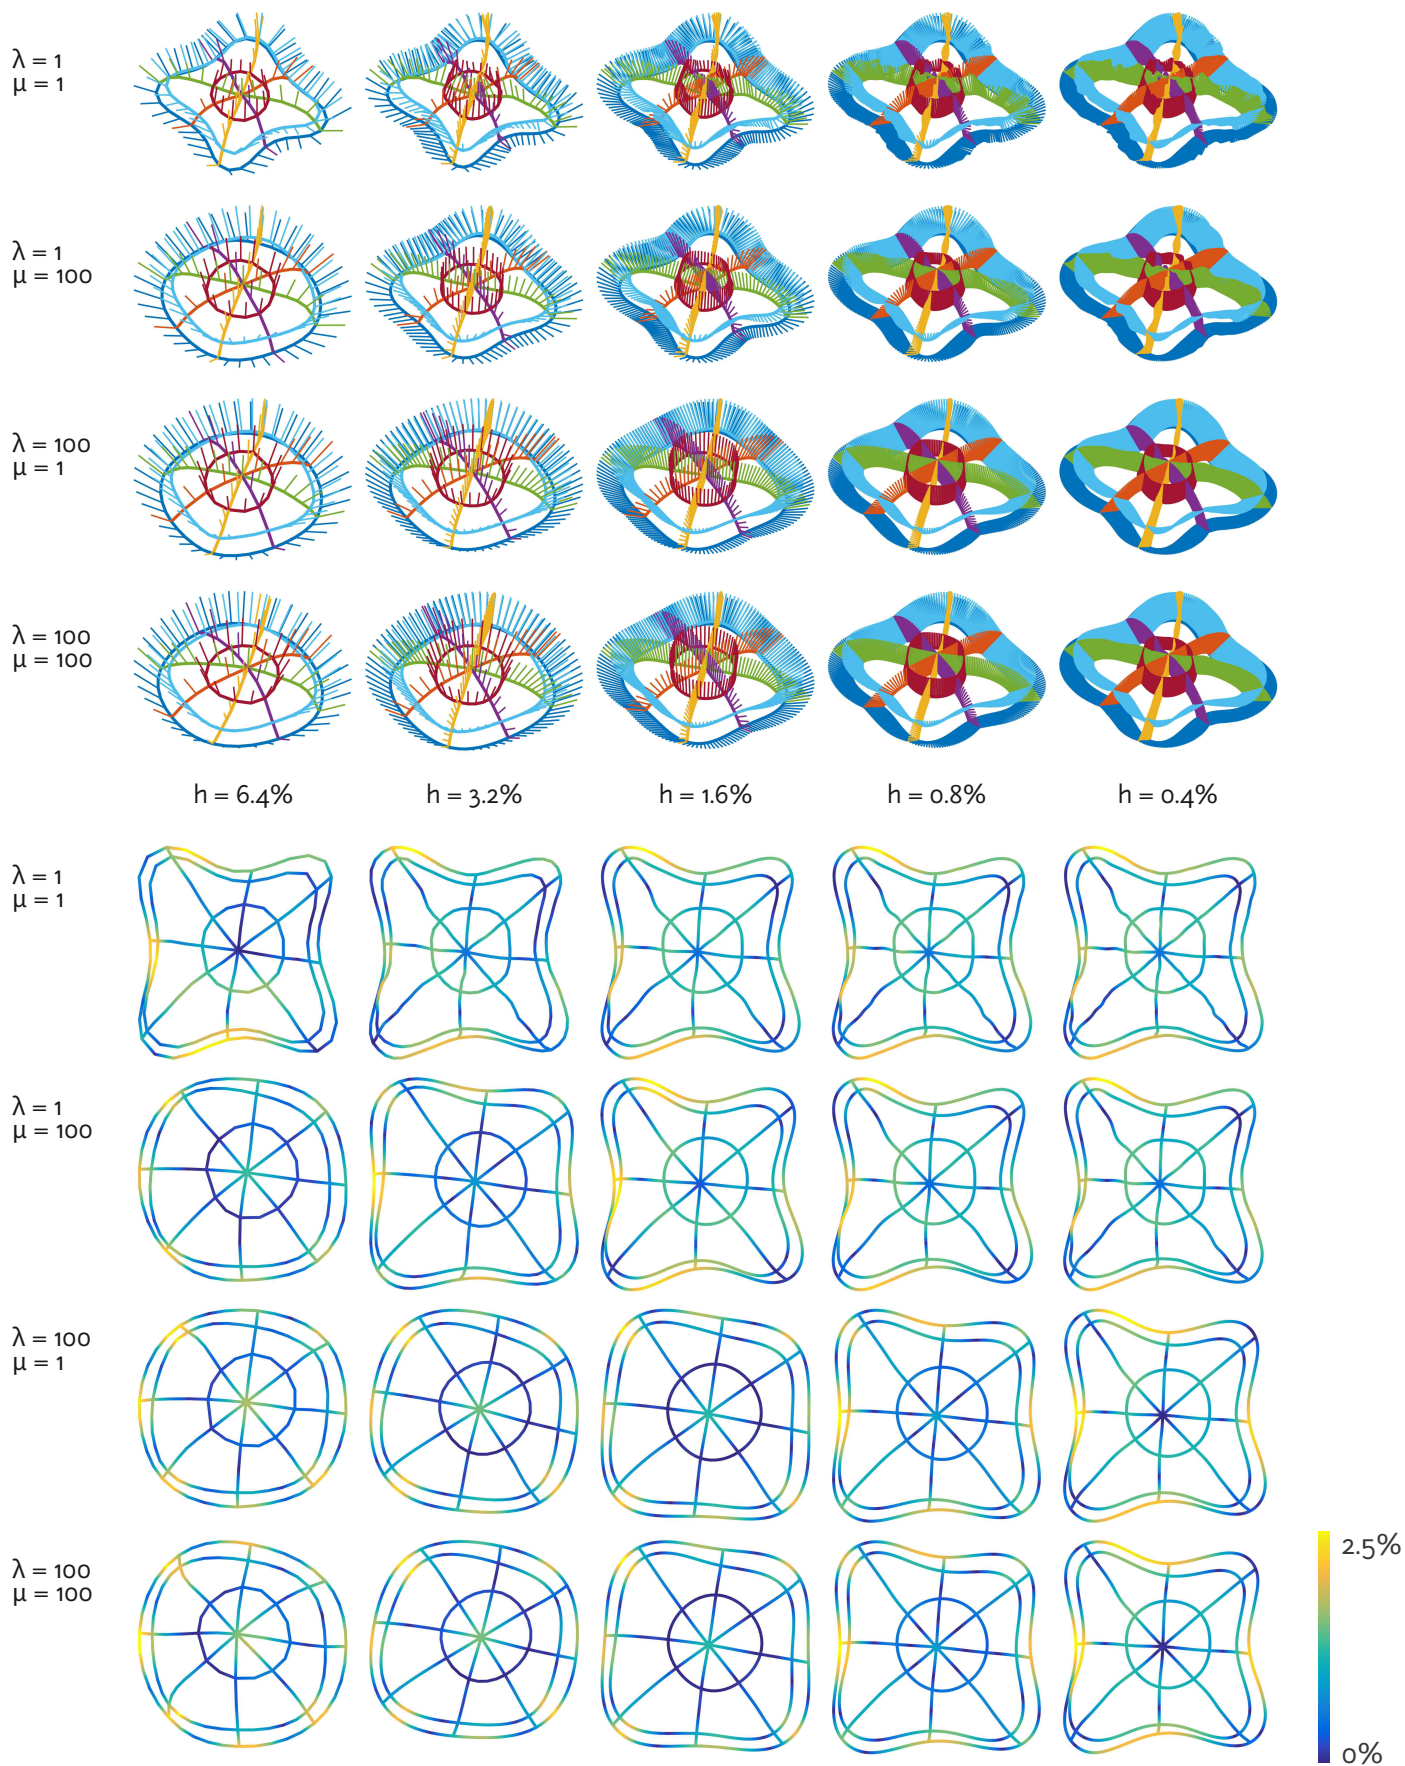 λ = 1
μ = 1
λ = 1
μ = 100
λ = 100
μ = 1
λ = 100
μ = 100
h = 6.4% h = 3.2% h = 1.6% h = 0.8% h = 0.4%
λ = 1
μ = 1
λ = 1
μ = 100
λ = 100
μ = 1
λ = 100
μ = 100
2.5%
0%